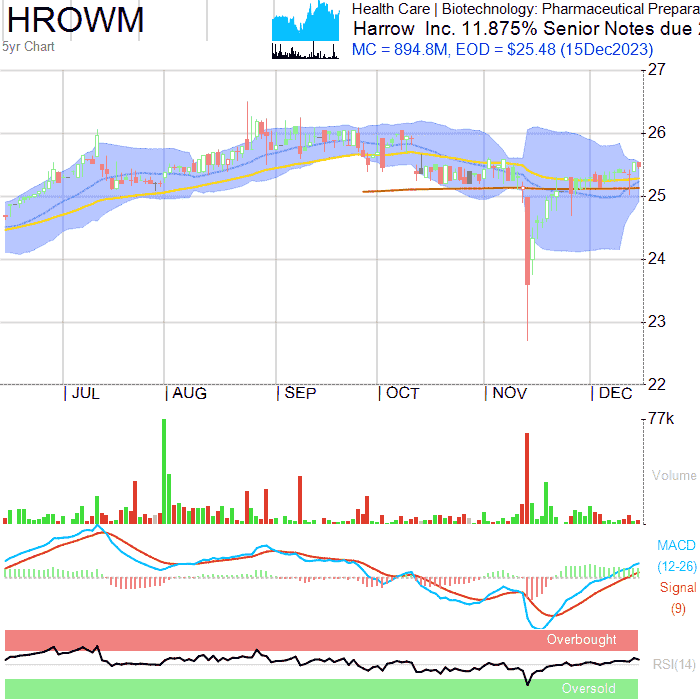 HROWM
5yr Chart
Health Care | Biotechnology: Pharmaceutical Prepara
Harrow Inc. 11.875% Senior Notes due
MC = 894.8M, EOD = $25.48 (15Dec2023)
27
26
25
24
23
22
JUL
AUG
SEP
OCT
NOV
DEC
77k
Volume
MACD
(12-26)
Signal
(9)
Overbought
RSI(14)
Oversold